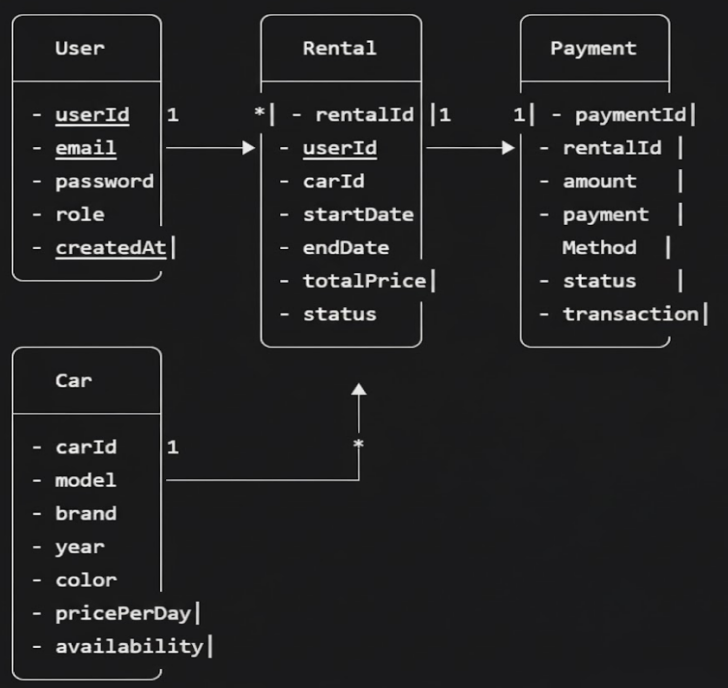 User
- userId 1
- email
- password
- role
- createdAt|
Rental
*| - rentalId |1
- userId
- carId
- startDate
- endDate
- totalPrice|
- status
Payment
1| - paymentId|
- rentalId |
- amount |
- payment |
Method |
- status |
- transaction|
Car
- carId 1
- model
- brand
- year
- color
- pricePerDay|
- availability|
*